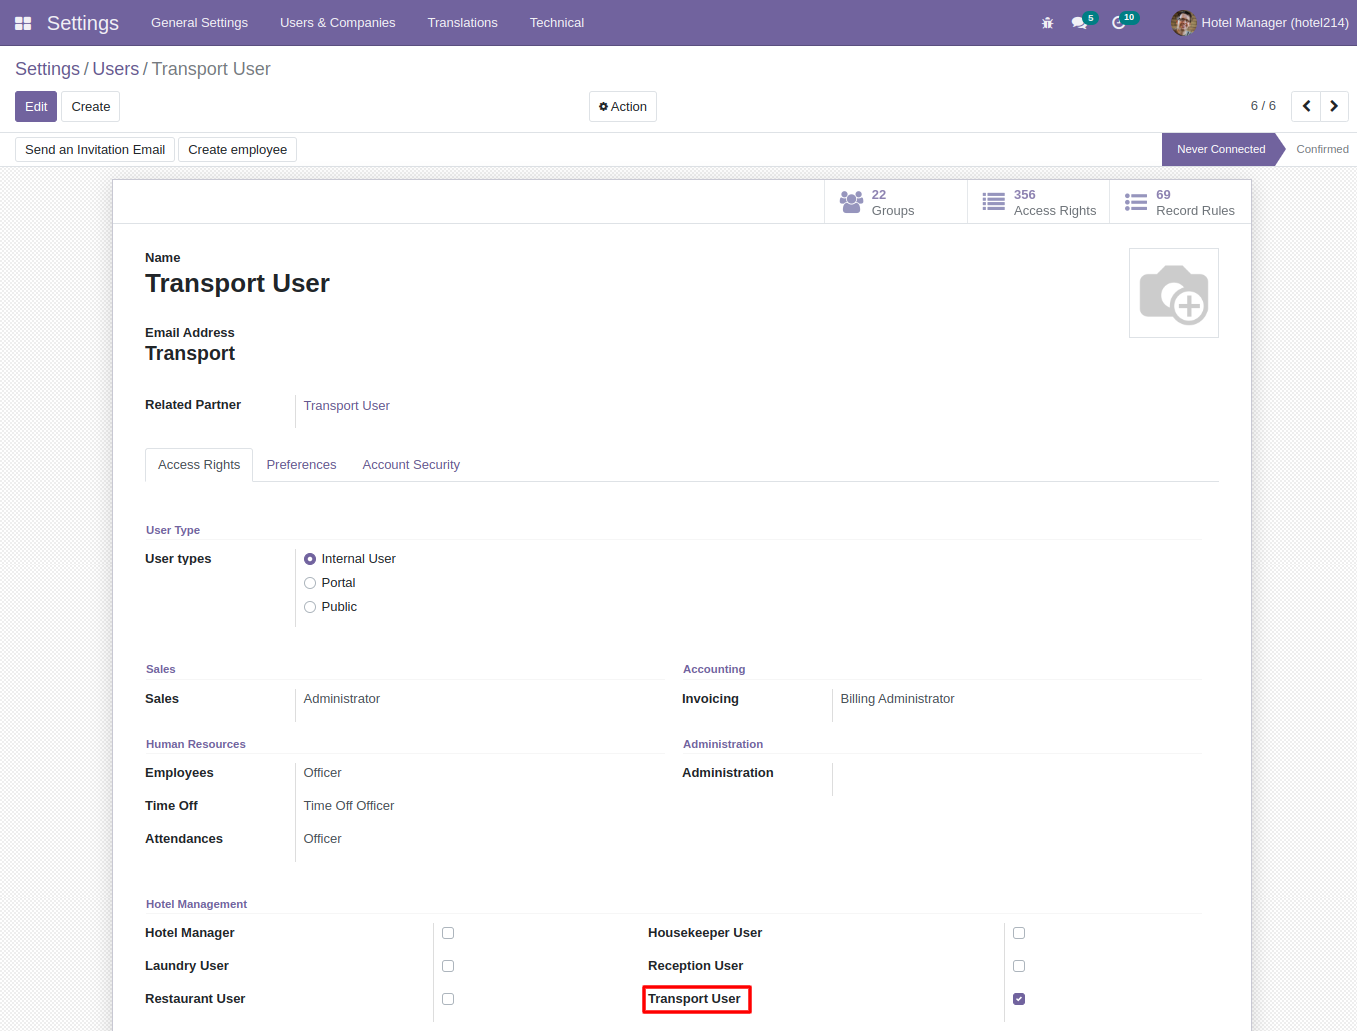 Settings General Settings Users & Companies Translations Technical 5 10 Hotel Manager (hotel214)
Settings / Users / Transport User
Edit Create Action 6 / 6
Send an Invitation Email Create employee Never Connected Confirmed
22 Groups 356 Access Rights 69 Record Rules
Name
Transport User
Email Address
Transport
Related Partner Transport User
Access Rights Preferences Account Security
User Type
User types Internal User
Portal
Public
Sales Accounting
Sales Administrator Invoicing Billing Administrator
Human Resources Administration
Employees Officer Administration
Time Off Time Off Officer
Attendances Officer
Hotel Management
Hotel Manager Housekeeper User
Laundry User Reception User
Restaurant User Transport User